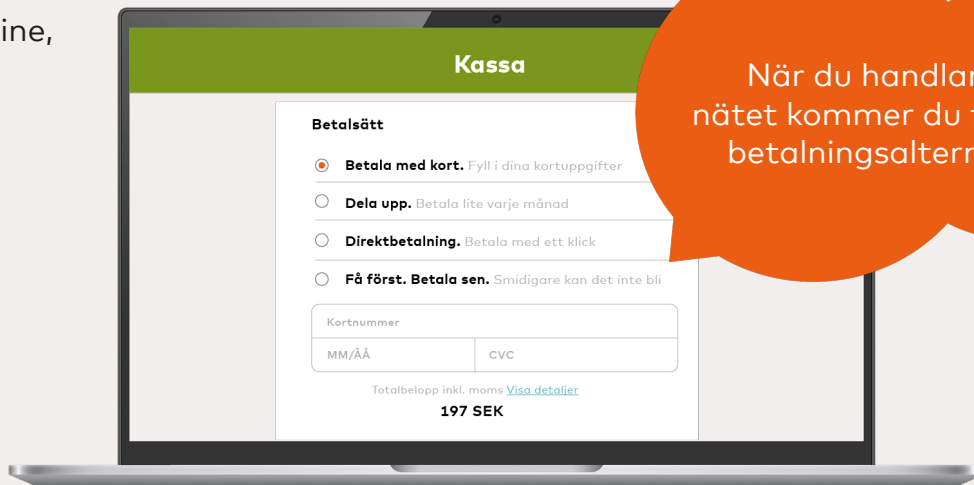 ine,
Kassa
När du handlar
nätet kommer du
betalningsaltern
Betalsätt
Betala med kort. Fyll i dina kortuppgifter
Dela upp. Betala lite varje månad
Direktbetalning. Betala med ett klick
Få först. Betala sen. Smidigare kan det inte bli
Kortnummer
MM/ÅÅ CVC
Totalbelopp inkl. moms Visa detaljer
197 SEK